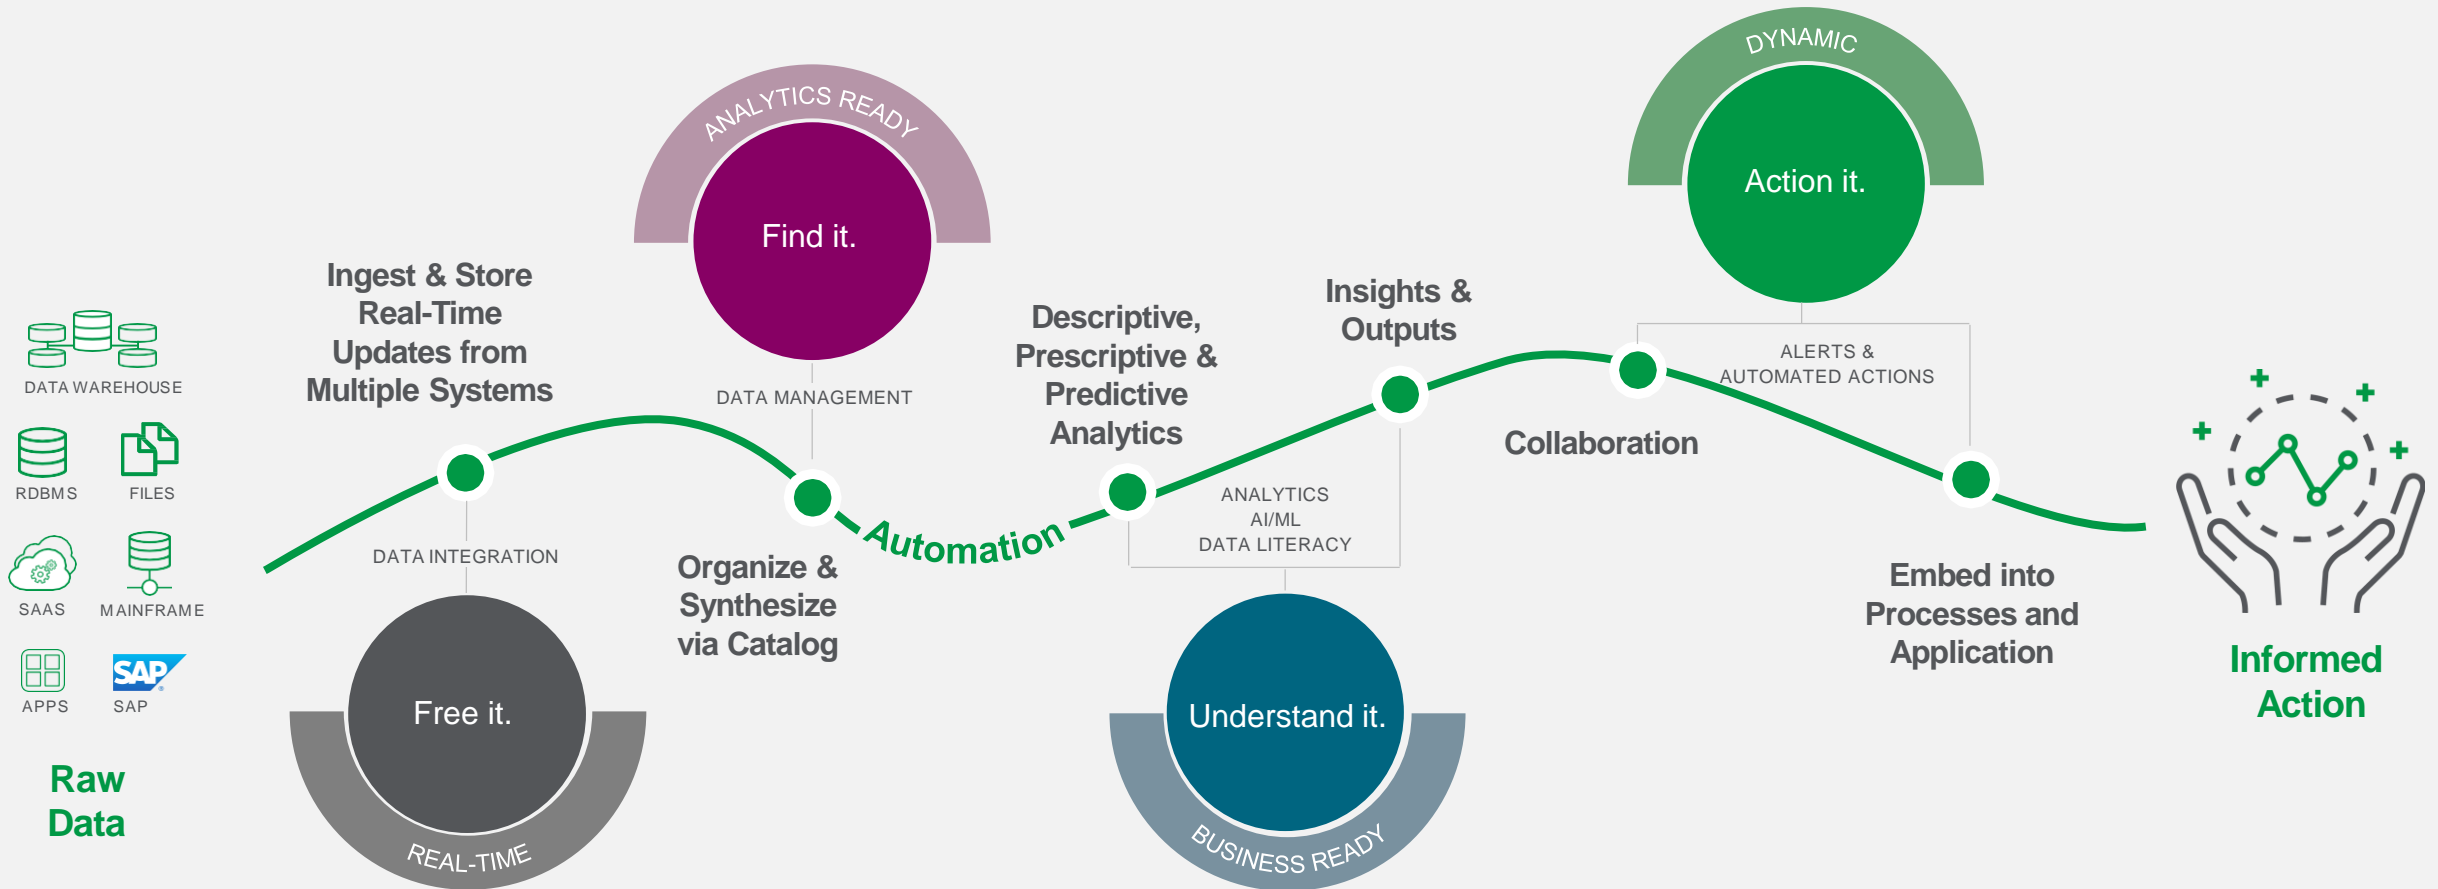 DATA WAREHOUSE
RDBMS
FILES
SAAS
MAINFRAME
APPS
SAP
SAP
®
Raw
Data
Ingest & Store
Real-Time
Updates from
Multiple Systems
DATA INTEGRATION
Free it.
REAL-TIME
ANALYTICS READY
Find it.
DATA MANAGEMENT
Organize &
Synthesize
via Catalog
Automation
Descriptive,
Prescriptive &
Predictive
Analytics
ANALYTICS
AI/ML
DATA LITERACY
Understand it.
BUSINESS READY
Insights &
Outputs
DYNAMIC
Action it.
ALERTS &
AUTOMATED ACTIONS
Collaboration
Embed into
Processes and
Application
Informed
Action